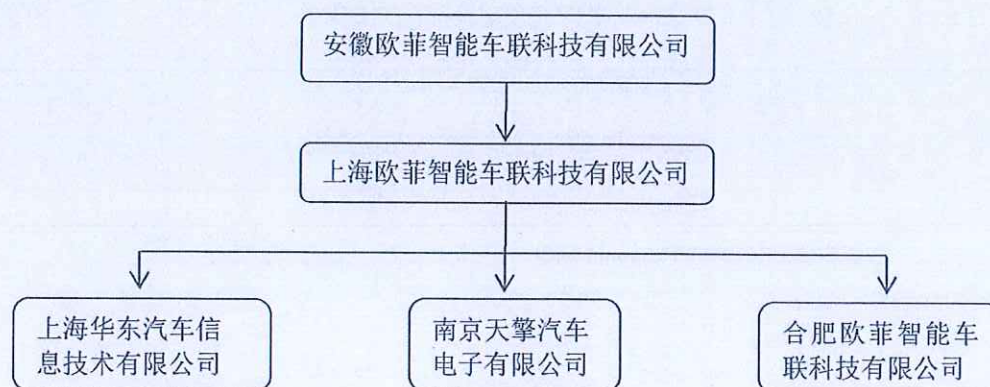 安徽欧菲智能车联科技有限公司
上海欧菲智能车联科技有限公司
上海华东汽车信
息技术有限公司
南京天擎汽车
电子有限公司
合肥欧菲智能车
联科技有限公司